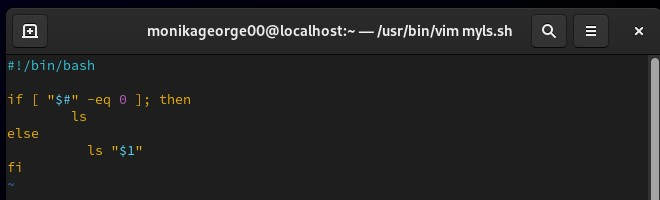 monikageorge00@localhost:~ — /usr/bin/vim myls.sh
#!/bin/bash
if [ "$#" -eq 0 ]; then
ls
else
ls "$1"
fi
~